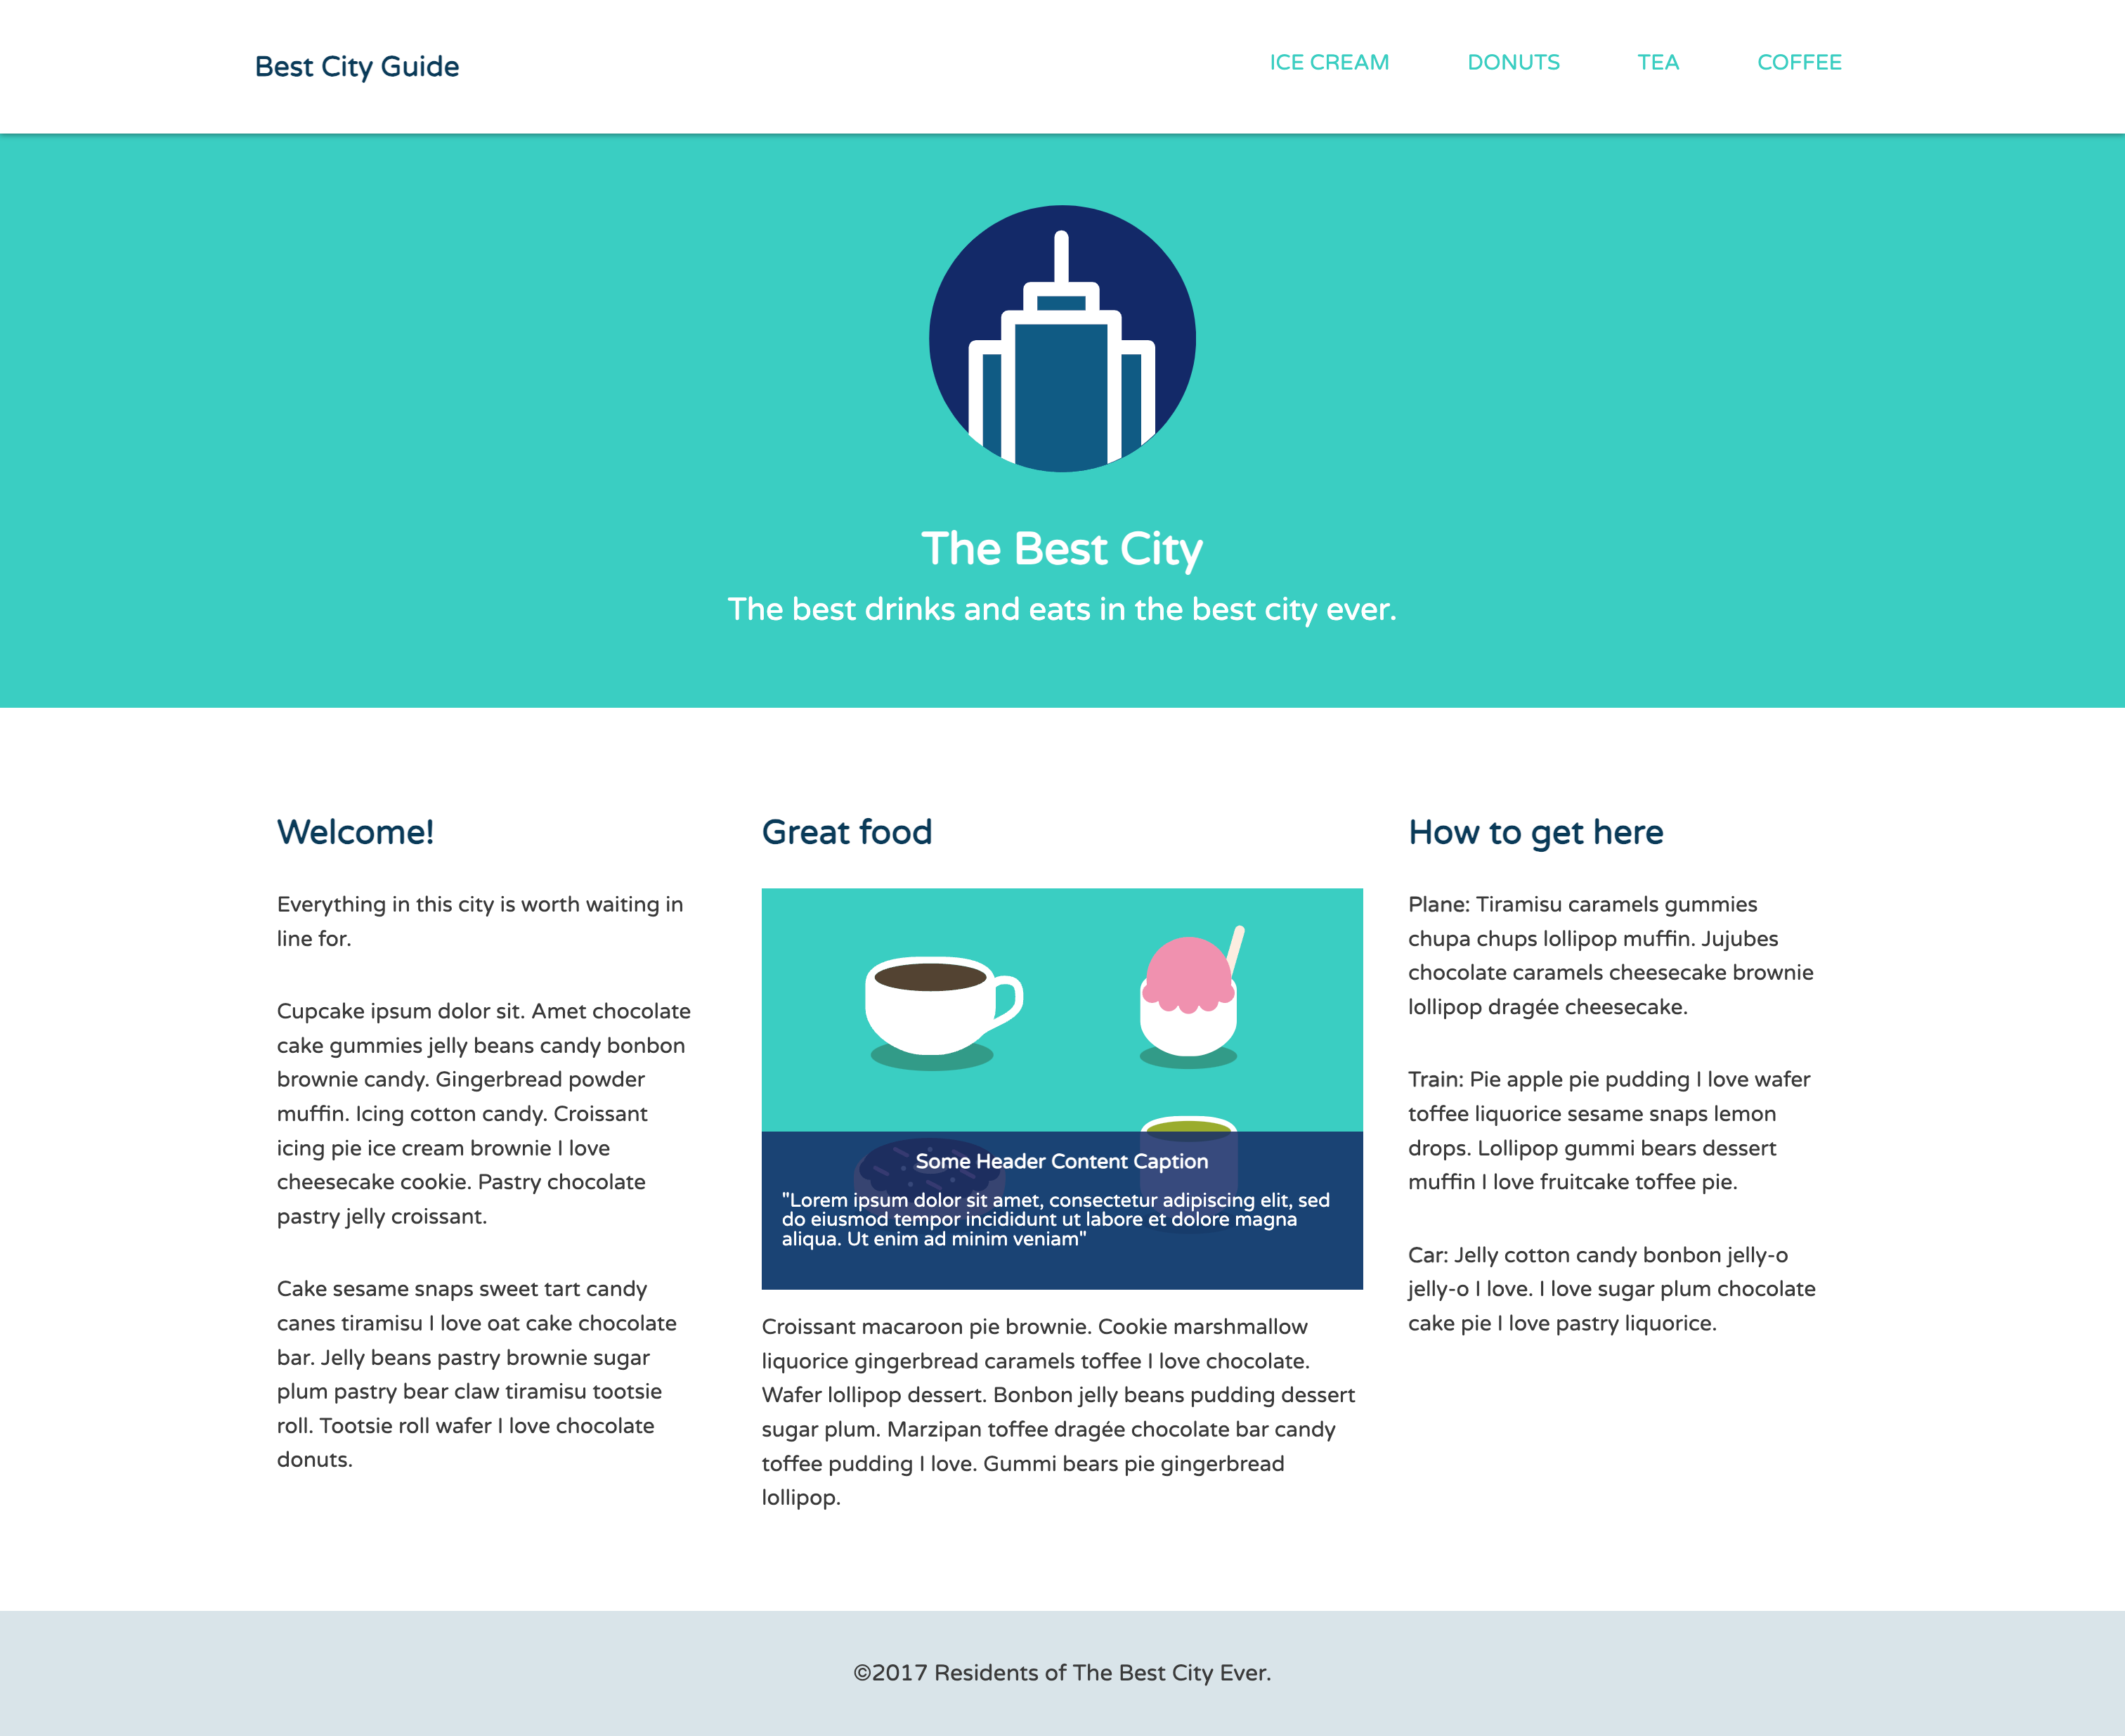 Best City Guide
ICE CREAM
DONUTS
TEA
COFFEE
The Best City
The best drinks and eats in the best city ever.
Welcome!
Everything in this city is worth waiting in
line for.
Cupcake ipsum dolor sit. Amet chocolate
cake gummies jelly beans candy bonbon
brownie candy. Gingerbread powder
muffin. Icing cotton candy. Croissant
icing pie ice cream brownie I love
cheesecake cookie. Pastry chocolate
pastry jelly croissant.
Cake sesame snaps sweet tart candy
canes tiramisu I love oat cake chocolate
bar. Jelly beans pastry brownie sugar
plum pastry bear claw tiramisu tootsie
roll. Tootsie roll wafer I love chocolate
donuts.
Great food
Some Header Content Caption
"Lorem ipsum dolor sit amet, consectetur adipiscing elit, sed
do eiusmod tempor incididunt ut labore et dolore magna
aliqua. Ut enim ad minim veniam"
Croissant macaroon pie brownie. Cookie marshmallow
liquorice gingerbread caramels toffee I love chocolate.
Wafer lollipop dessert. Bonbon jelly beans pudding dessert
sugar plum. Marzipan toffee dragée chocolate bar candy
toffee pudding I love. Gummi bears pie gingerbread
lollipop.
How to get here
Plane: Tiramisu caramels gummies
chupa chups lollipop muffin. Jujubes
chocolate caramels cheesecake brownie
lollipop dragée cheesecake.
Train: Pie apple pie pudding I love wafer
toffee liquorice sesame snaps lemon
drops. Lollipop gummi bears dessert
muffin I love fruitcake toffee pie.
Car: Jelly cotton candy bonbon jelly-o
jelly-o I love. I love sugar plum chocolate
cake pie I love pastry liquorice.
©2017 Residents of The Best City Ever.